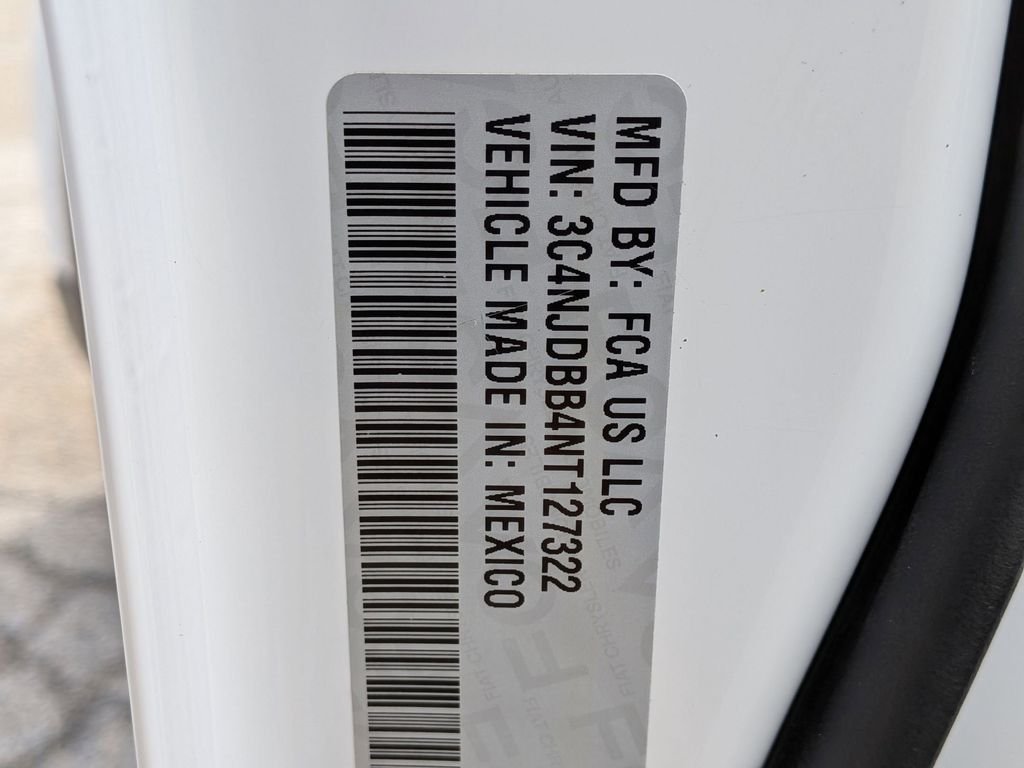 MFD BY: FCA US LLC
VIN: 3C4NJDBB4NT127322
VEHICLE MADE IN: MEXICO